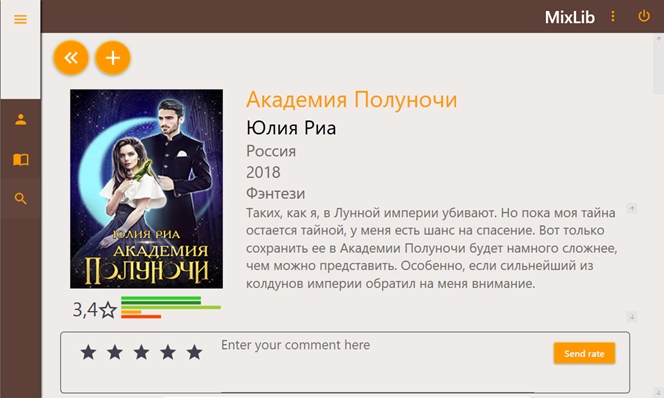 MixLib
Академия Полуночи
Юлия Риа
Россия
2018
Фэнтези
Таких, как я, в Лунной империи убивают. Но пока моя тайна
остается тайной, у меня есть шанс на спасение. Вот только
сохранить ее в Академии Полуночи будет намного сложнее,
чем можно представить. Особенно, если сильнейший из
колдунов империи обратил на меня внимание.
ЮЛИЯ РИА
АКАДЕМИЯ
ПОЛУНОЧИ
3,4
Enter your comment here
Send rate